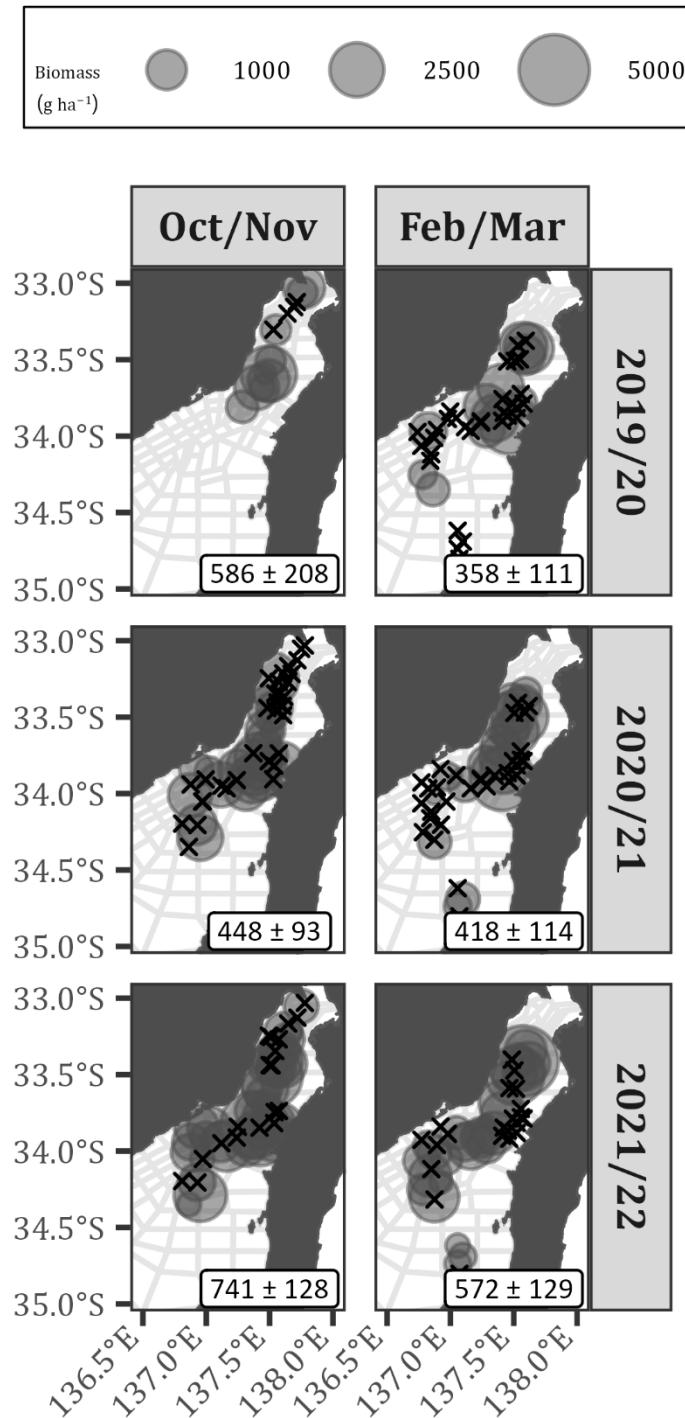 Biomass
(g ha⁻¹)
1000
2500
5000
Oct/Nov
Feb/Mar
33.0°S
33.5°S
34.0°S
34.5°S
35.0°S
586 ± 208
358 ± 111
2019/20
33.0°S
33.5°S
34.0°S
34.5°S
35.0°S
448 ± 93
418 ± 114
2020/21
33.0°S
33.5°S
34.0°S
34.5°S
35.0°S
741 ± 128
572 ± 129
2021/22
136.5°E
137.0°E
137.5°E
138.0°E
136.5°E
137.0°E
137.5°E
138.0°E